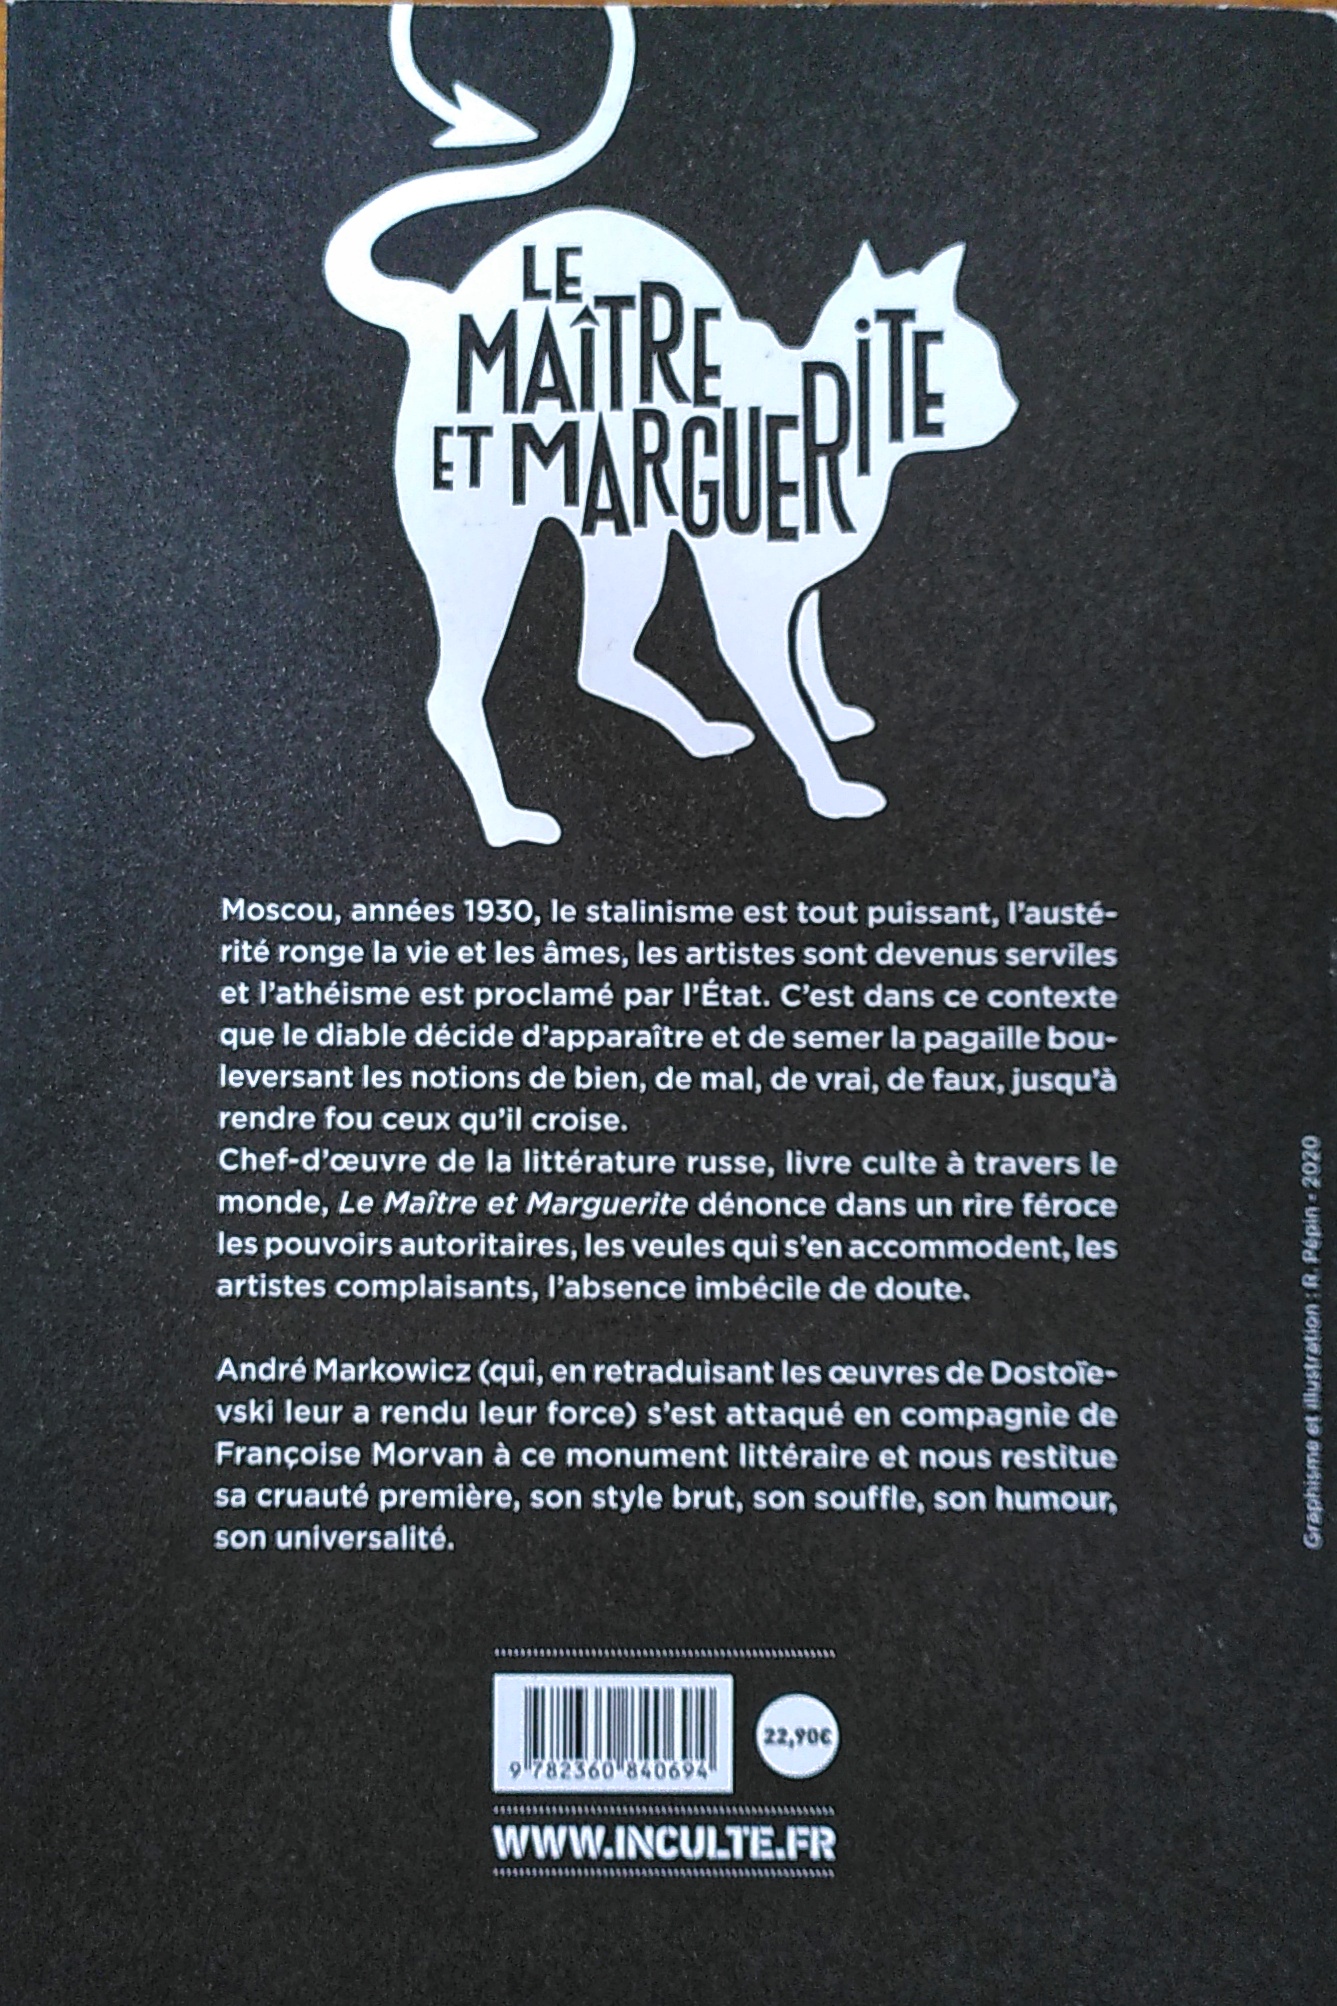 LE
MAÎTRE
ET MARGUERITE
Moscou, années 1930, le stalinisme est tout puissant, l'austé-
rité ronge la vie et les âmes, les artistes sont devenus serviles
et l'athéisme est proclamé par l'État. C'est dans ce contexte
que le diable décide d'apparaître et de semer la pagaille bou-
leversant les notions de bien, de mal, de vrai, de faux, jusqu'à
rendre fou ceux qu'il croise.
Chef-d'œuvre de la littérature russe, livre culte à travers le
monde, Le Maître et Marguerite dénonce dans un rire féroce
les pouvoirs autoritaires, les veules qui s'en accommodent, les
artistes complaisants, l'absence imbécile de doute.
André Markowicz (qui, en retraduisant les œuvres de Dostoïe-
vski leur a rendu leur force) s'est attaqué en compagnie de
Françoise Morvan à ce monument littéraire et nous restitue
sa cruauté première, son style brut, son souffle, son humour,
son universalité.
Graphisme et illustration : R. Pépin • 2020
22,90€
9 782360 840694
WWW.INCULTE.FR